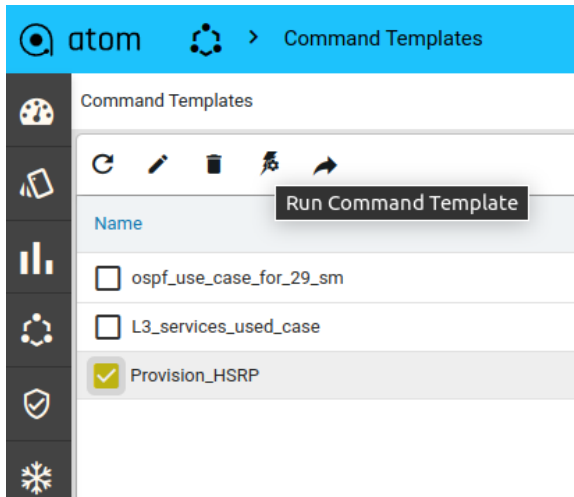 atom > Command Templates
Command Templates
Run Command Template
Name
ospf_use_case_for_29_sm
L3_services_used_case
Provision_HSRP